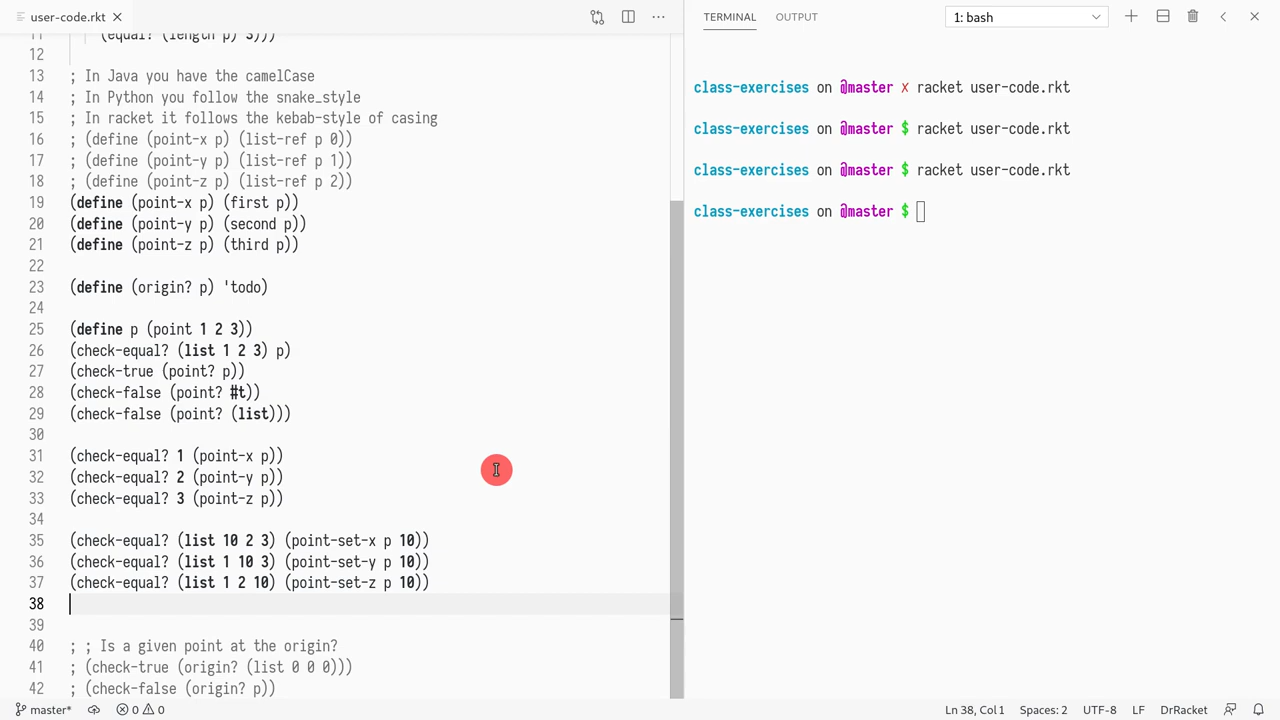 user-code.rkt
TERMINAL
OUTPUT
1: bash
11 (equal? (length p) 3)))
12
13 ; In Java you have the camelCase
14 ; In Python you follow the snake_style
15 ; In racket it follows the kebab-style of casing
16 ; (define (point-x p) (list-ref p 0))
17 ; (define (point-y p) (list-ref p 1))
18 ; (define (point-z p) (list-ref p 2))
19 (define (point-x p) (first p))
20 (define (point-y p) (second p))
21 (define (point-z p) (third p))
22
23 (define (origin? p) 'todo)
24
25 (define p (point 1 2 3))
26 (check-equal? (list 1 2 3) p)
27 (check-true (point? p))
28 (check-false (point? #t))
29 (check-false (point? (list)))
30
31 (check-equal? 1 (point-x p))
32 (check-equal? 2 (point-y p))
33 (check-equal? 3 (point-z p))
34
35 (check-equal? (list 10 2 3) (point-set-x p 10))
36 (check-equal? (list 1 10 3) (point-set-y p 10))
37 (check-equal? (list 1 2 10) (point-set-z p 10))
38
39
40 ; ; Is a given point at the origin?
41 ; (check-true (origin? (list 0 0 0)))
42 ; (check-false (origin? p))
class-exercises on @master x racket user-code.rkt
class-exercises on @master $ racket user-code.rkt
class-exercises on @master $ racket user-code.rkt
class-exercises on @master $
master* 0 0 Ln 38, Col 1 Spaces: 2 UTF-8 LF DrRacket